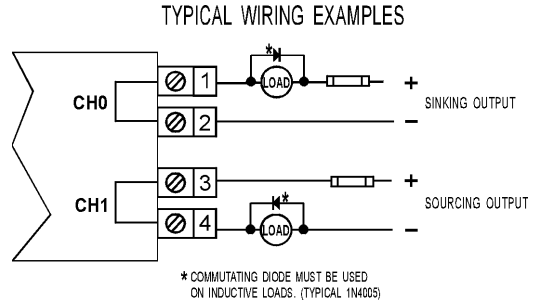 TYPICAL WIRING EXAMPLES
* LOAD
1 +
CH0 SINKING OUTPUT
2 −
3 +
CH1 SOURCING OUTPUT
* LOAD
4 −
* COMMUTATING DIODE MUST BE USED
ON INDUCTIVE LOADS. (TYPICAL 1N4005)